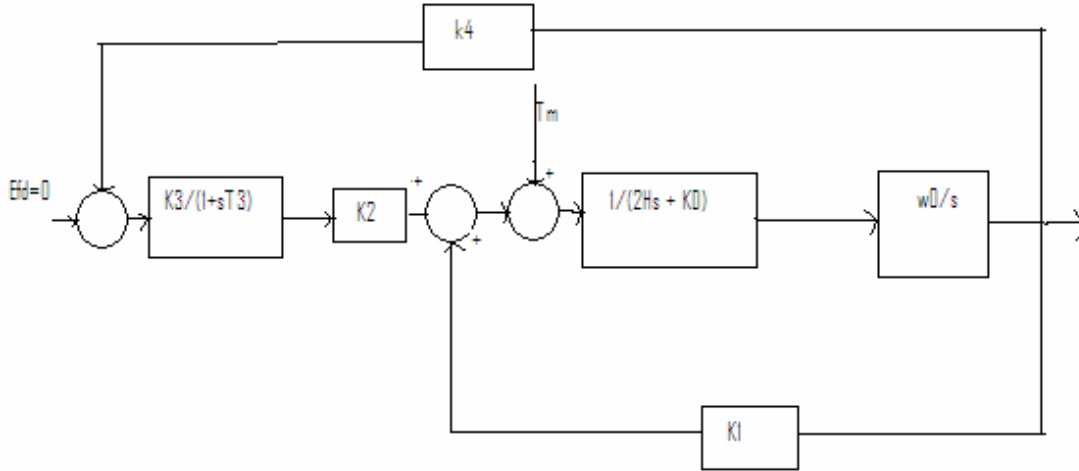 k4
Tm
Efd=0
K3/(1+sT3)
K2
+
+
+
1/(2Hs + KD)
w0/s
K1